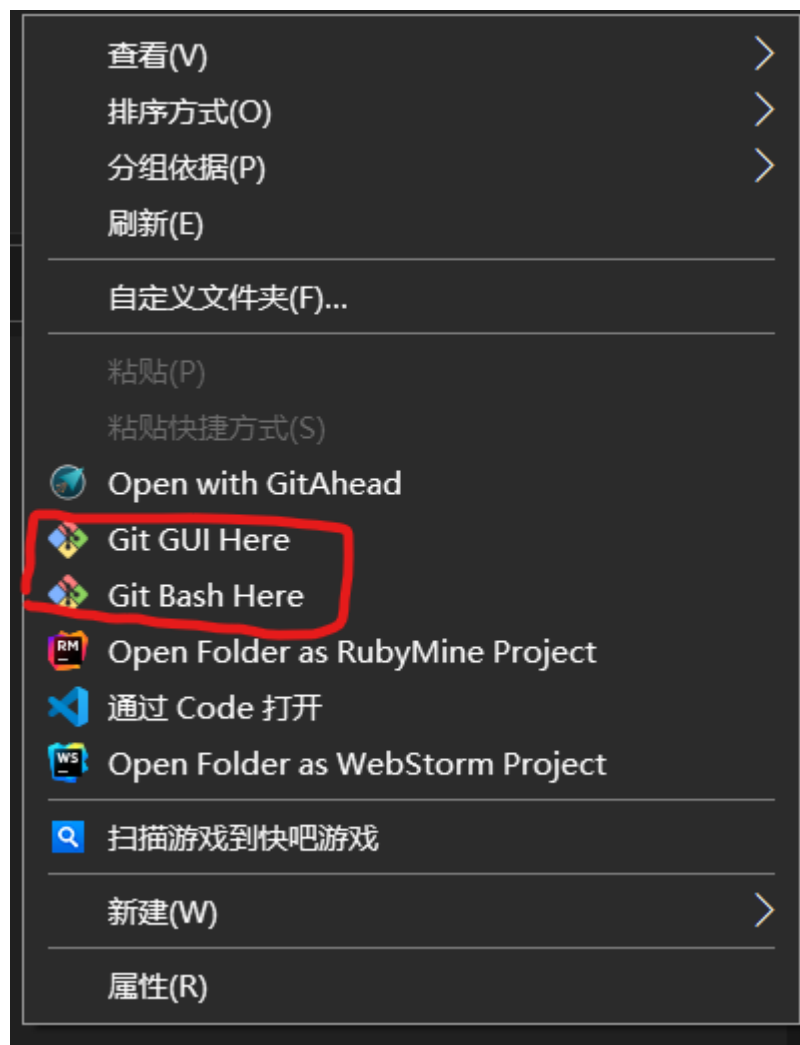 查看(V)
排序方式(O)
分组依据(P)
刷新(E)
自定义文件夹(F)...
粘贴(P)
粘贴快捷方式(S)
Open with GitAhead
Git GUI Here
Git Bash Here
RM
Open Folder as RubyMine Project
通过 Code 打开
WS
Open Folder as WebStorm Project
扫描游戏到快吧游戏
新建(W)
属性(R)